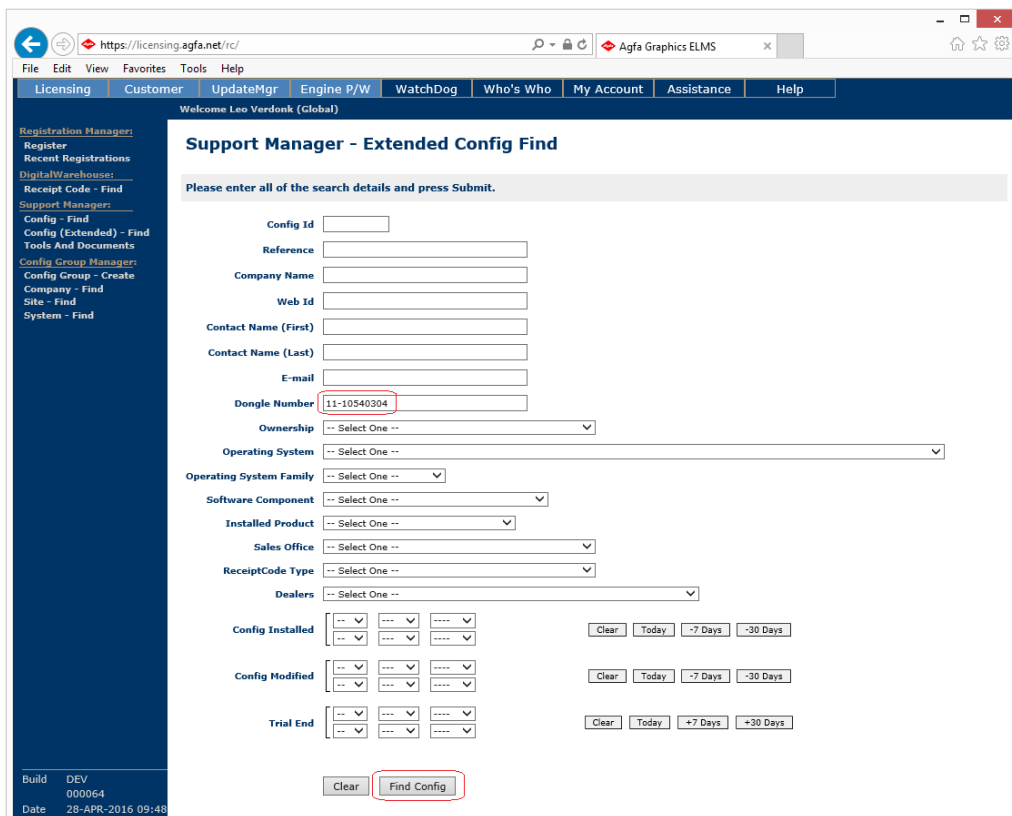 https://licensing.agfa.net/rc/
Agfa Graphics ELMS
File Edit View Favorites Tools Help
Licensing Customer UpdateMgr Engine P/W WatchDog Who's Who My Account Assistance Help
Welcome Leo Verdonk (Global)
Registration Manager:
Register
Recent Registrations
DigitalWarehouse:
Receipt Code - Find
Support Manager:
Config - Find
Config (Extended) - Find
Tools And Documents
Config Group Manager:
Config Group - Create
Company - Find
Site - Find
System - Find
Support Manager - Extended Config Find
Please enter all of the search details and press Submit.
Config Id
Reference
Company Name
Web Id
Contact Name (First)
Contact Name (Last)
E-mail
Dongle Number 11-10540304
Ownership -- Select One --
Operating System -- Select One --
Operating System Family -- Select One --
Software Component -- Select One --
Installed Product -- Select One --
Sales Office -- Select One --
ReceiptCode Type -- Select One --
Dealers -- Select One --
-- --- ----
Config Installed Clear Today -7 Days -30 Days
-- --- ----
-- --- ----
Config Modified Clear Today -7 Days -30 Days
-- --- ----
-- --- ----
Trial End Clear Today +7 Days +30 Days
-- --- ----
Clear Find Config
Build DEV
000064
Date 28-APR-2016 09:48